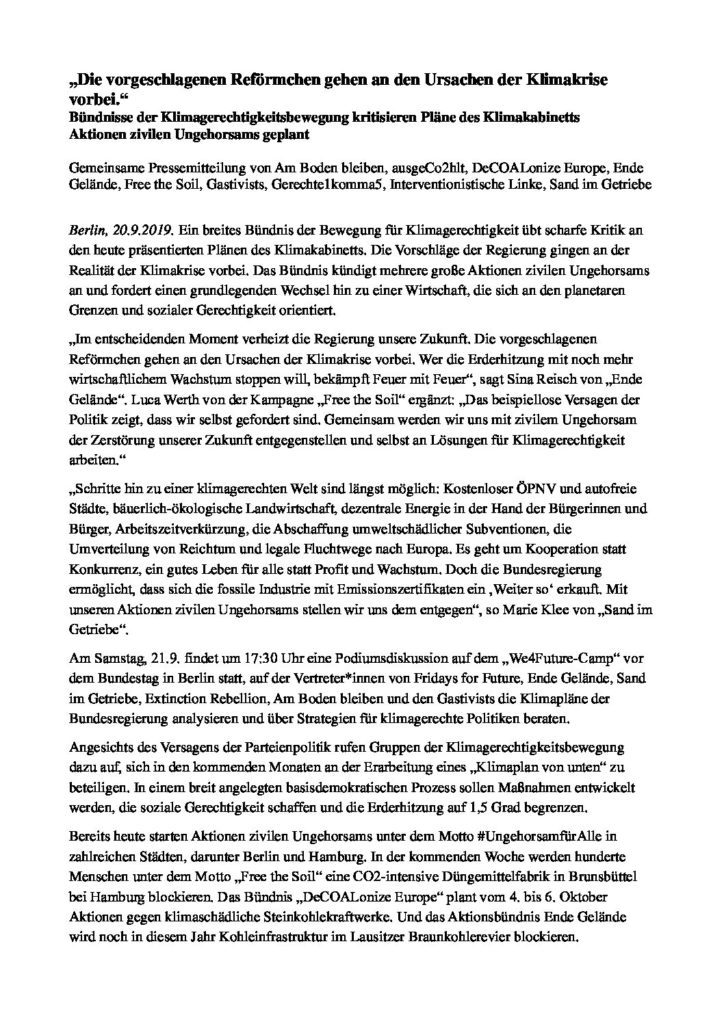 „Die vorgeschlagenen Reförmchen gehen an den Ursachen der Klimakrise
vorbei.“
Bündnisse der Klimagerechtigkeitsbewegung kritisieren Pläne des Klimakabinetts
Aktionen zivilen Ungehorsams geplant
Gemeinsame Pressemitteilung von Am Boden bleiben, ausgeCo2hlt, DeCOALonize Europe, Ende
Gelände, Free the Soil, Gastivists, Gerechte1komma5, Interventionistische Linke, Sand im Getriebe
Berlin, 20.9.2019. Ein breites Bündnis der Bewegung für Klimagerechtigkeit übt scharfe Kritik an
den heute präsentierten Plänen des Klimakabinetts. Die Vorschläge der Regierung gingen an der
Realität der Klimakrise vorbei. Das Bündnis kündigt mehrere große Aktionen zivilen Ungehorsams
an und fordert einen grundlegenden Wechsel hin zu einer Wirtschaft, die sich an den planetaren
Grenzen und sozialer Gerechtigkeit orientiert.
„Im entscheidenden Moment verheizt die Regierung unsere Zukunft. Die vorgeschlagenen
Reförmchen gehen an den Ursachen der Klimakrise vorbei. Wer die Erderhitzung mit noch mehr
wirtschaftlichem Wachstum stoppen will, bekämpft Feuer mit Feuer“, sagt Sina Reisch von „Ende
Gelände“. Luca Werth von der Kampagne „Free the Soil“ ergänzt: „Das beispiellose Versagen der
Politik zeigt, dass wir selbst gefordert sind. Gemeinsam werden wir uns mit zivilem Ungehorsam
der Zerstörung unserer Zukunft entgegenstellen und selbst an Lösungen für Klimagerechtigkeit
arbeiten.“
„Schritte hin zu einer klimagerechten Welt sind längst möglich: Kostenloser ÖPNV und autofreie
Städte, bäuerlich-ökologische Landwirtschaft, dezentrale Energie in der Hand der Bürgerinnen und
Bürger, Arbeitszeitverkürzung, die Abschaffung umweltschädlicher Subventionen, die
Umverteilung von Reichtum und legale Fluchtwege nach Europa. Es geht um Kooperation statt
Konkurrenz, ein gutes Leben für alle statt Profit und Wachstum. Doch die Bundesregierung
ermöglicht, dass sich die fossile Industrie mit Emissionszertifikaten ein ‚Weiter so‘ erkauft. Mit
unseren Aktionen zivilen Ungehorsams stellen wir uns dem entgegen“, so Marie Klee von „Sand im
Getriebe“.
Am Samstag, 21.9. findet um 17:30 Uhr eine Podiumsdiskussion auf dem „We4Future-Camp“ vor
dem Bundestag in Berlin statt, auf der Vertreter*innen von Fridays for Future, Ende Gelände, Sand
im Getriebe, Extinction Rebellion, Am Boden bleiben und den Gastivists die Klimapläne der
Bundesregierung analysieren und über Strategien für klimagerechte Politiken beraten.
Angesichts des Versagens der Parteienpolitik rufen Gruppen der Klimagerechtigkeitsbewegung
dazu auf, sich in den kommenden Monaten an der Erarbeitung eines „Klimaplan von unten“ zu
beteiligen. In einem breit angelegten basisdemokratischen Prozess sollen Maßnahmen entwickelt
werden, die soziale Gerechtigkeit schaffen und die Erderhitzung auf 1,5 Grad begrenzen.
Bereits heute starten Aktionen zivilen Ungehorsams unter dem Motto #UngehorsamfürAlle in
zahlreichen Städten, darunter Berlin und Hamburg. In der kommenden Woche werden hunderte
Menschen unter dem Motto „Free the Soil“ eine CO2-intensive Düngemittelfabrik in Brunsbüttel
bei Hamburg blockieren. Das Bündnis „DeCOALonize Europe“ plant vom 4. bis 6. Oktober
Aktionen gegen klimaschädliche Steinkohlekraftwerke. Und das Aktionsbündnis Ende Gelände
wird noch in diesem Jahr Kohleinfrastruktur im Lausitzer Braunkohlerevier blockieren.